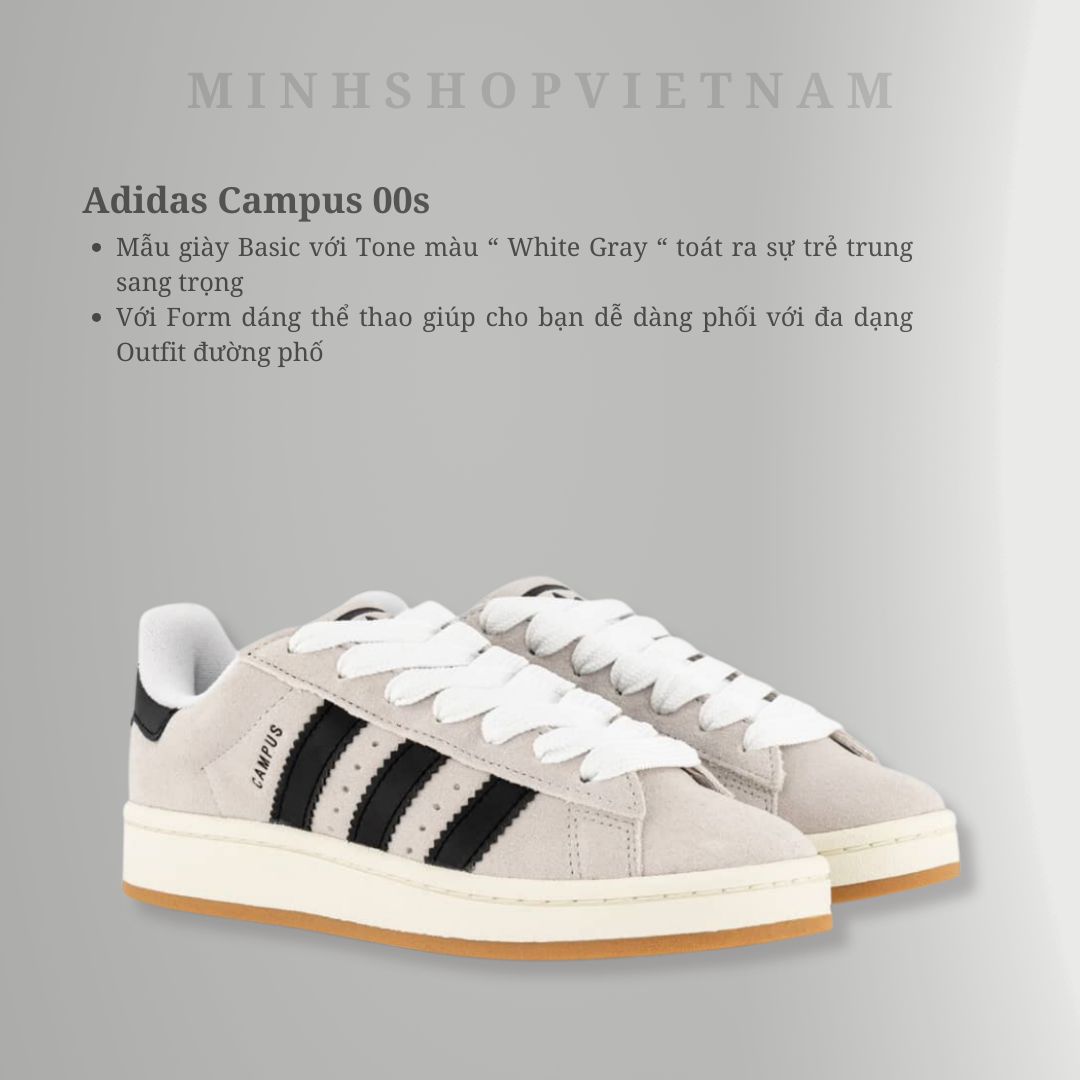 MINHSHOPVIETNAM
Adidas Campus 00s
• Mẫu giày Basic với Tone màu “ White Gray “ toát ra sự trẻ trung
sang trọng
• Với Form dáng thể thao giúp cho bạn dễ dàng phối với đa dạng
Outfit đường phố
CAMPUS